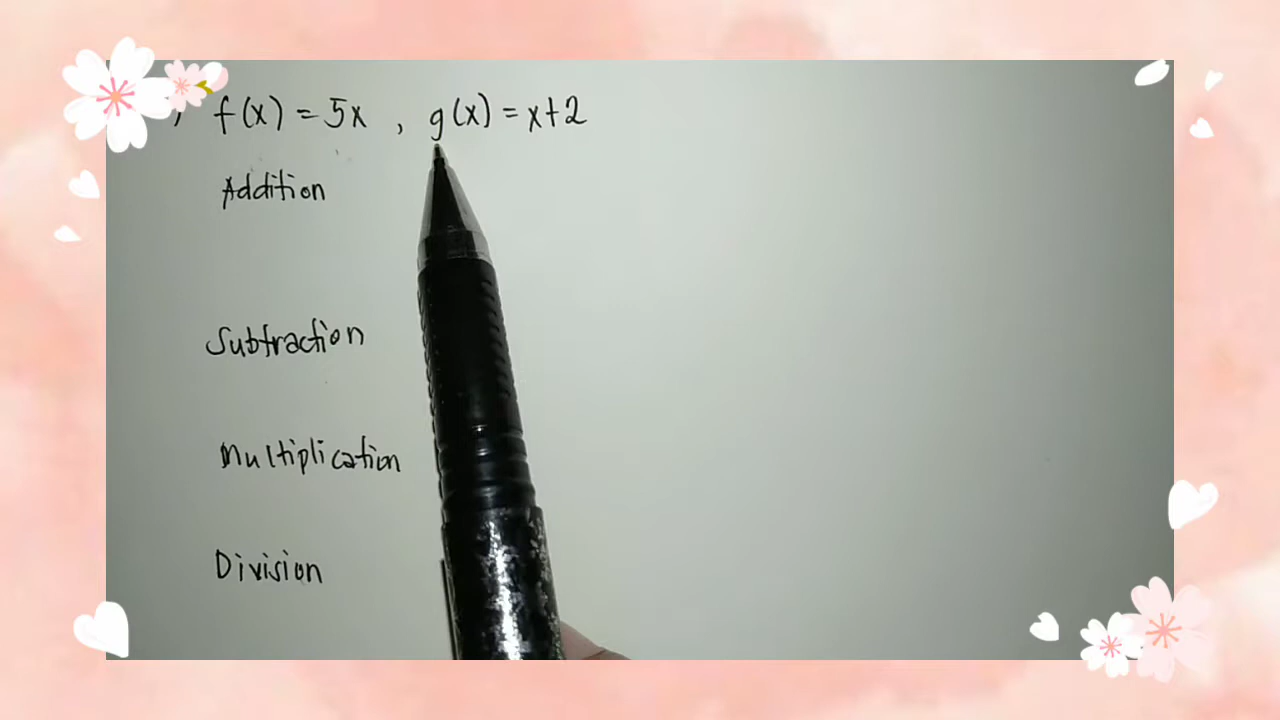 f(x) = 5x , g(x) = x+2
Addition
Subtraction
Multiplication
Division